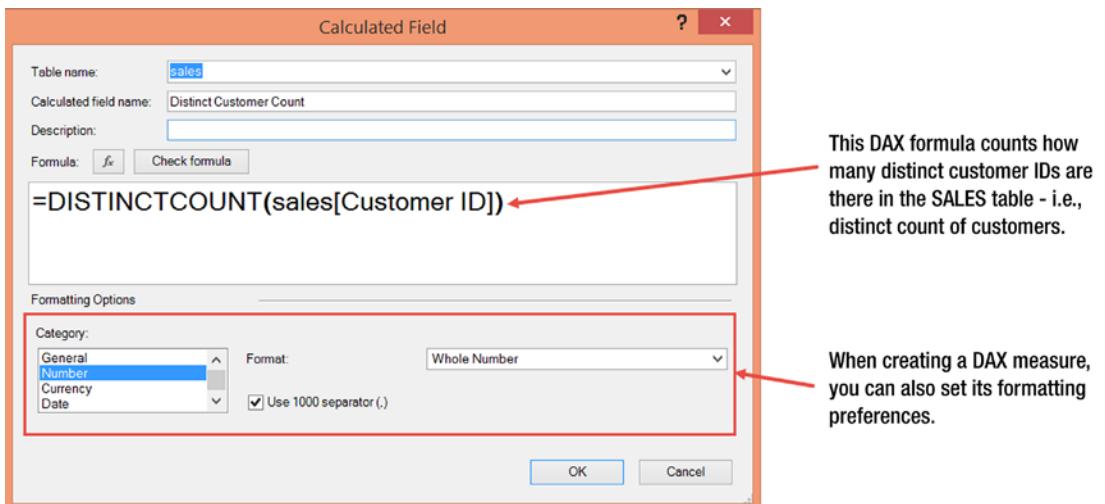 Calculated Field
?
Table name: sales
Calculated field name: Distinct Customer Count
Description:
Formula: fx Check formula
=DISTINCTCOUNT(sales[Customer ID])
This DAX formula counts how
many distinct customer IDs are
there in the SALES table - i.e.,
distinct count of customers.
Formatting Options
Category:
General
Number
Currency
Date
Format: Whole Number
Use 1000 separator (.)
When creating a DAX measure,
you can also set its formatting
preferences.
OK Cancel